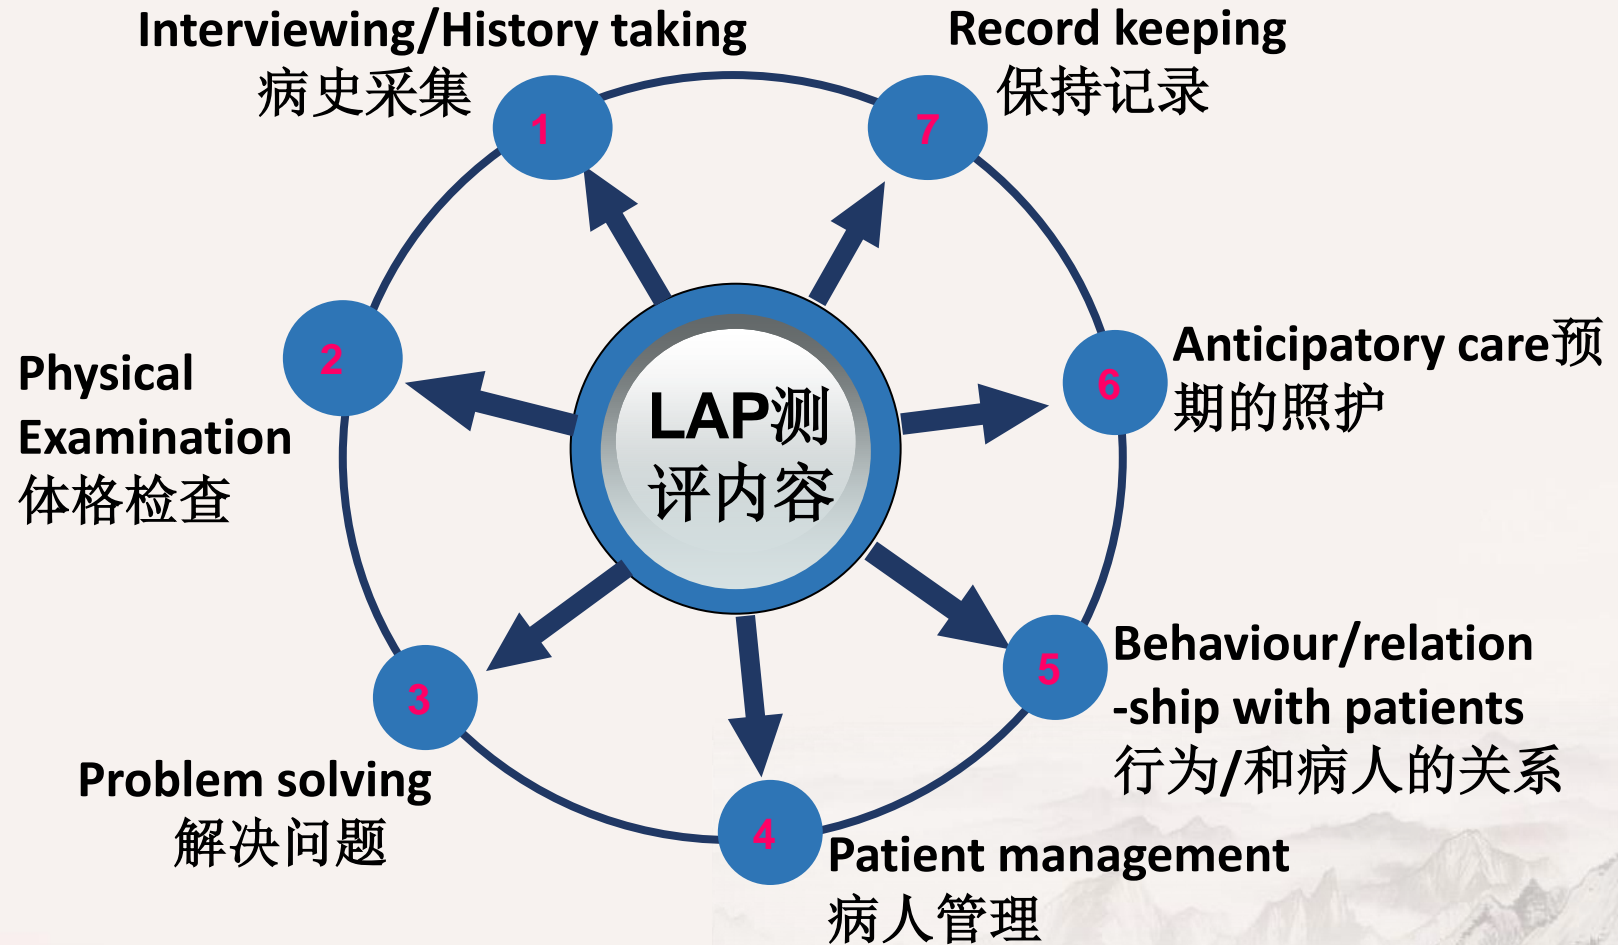 LAP测
评内容
1
Interviewing/History taking
病史采集
2
Physical
Examination
体格检查
3
Problem solving
解决问题
4
Patient management
病人管理
5
Behaviour/relation
-ship with patients
行为/和病人的关系
6
Anticipatory care预
期的照护
7
Record keeping
保持记录